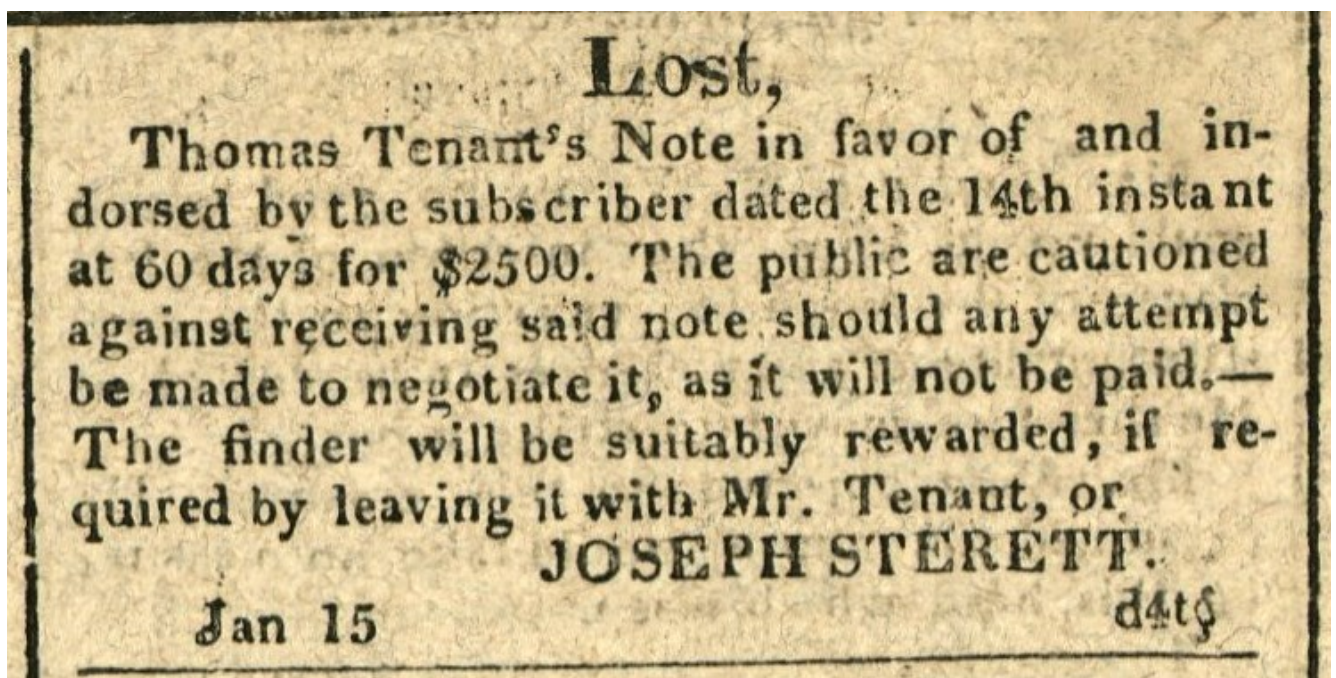 Lost,
Thomas Tenant's Note in favor of and in-
dorsed by the subscriber dated the 14th instant
at 60 days for $2500. The public are cautioned
against receiving said note should any attempt
be made to negotiate it, as it will not be paid.—
The finder will be suitably rewarded, if re-
quired by leaving it with Mr. Tenant, or
JOSEPH STERETT.
Jan 15 d4t§